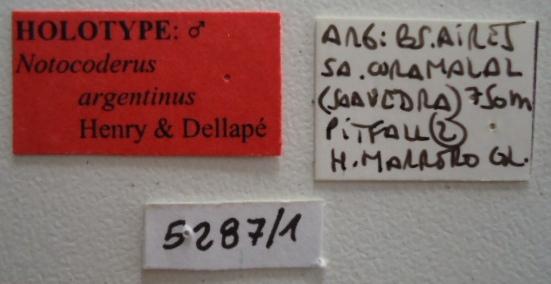 HOLOTYPE: ♂
Notocoderus
argentinus
Henry & Dellapé
ARG: BS.AIRES
SA.CURAMALAL
(SAAVEDRA) 750m
PITFALL (2)
H.MARRERO COL.
5287/1